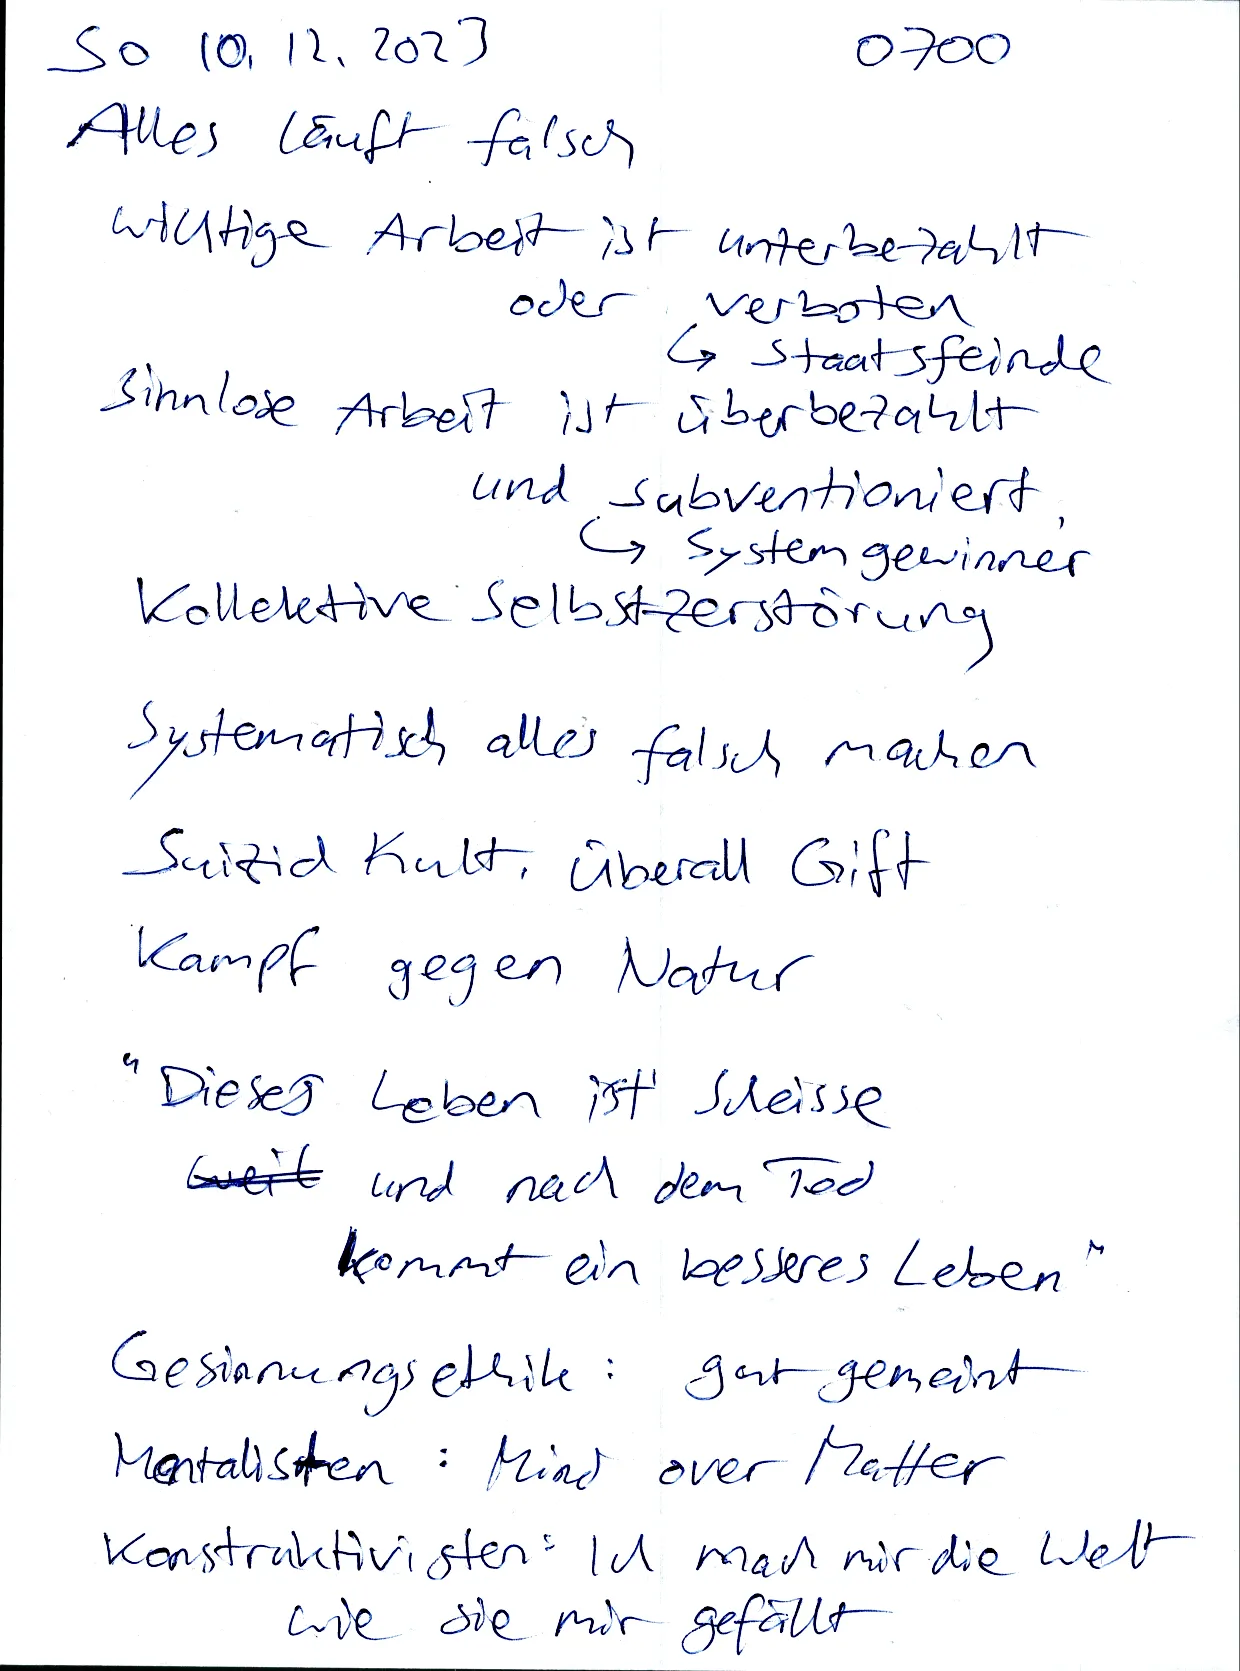 So 10.12.2023 0700
Alles läuft falsch
wichtige Arbeit ist unterbezahlt
oder verboten
↳ Staatsfeinde
sinnlose Arbeit ist überbezahlt
und subventioniert,
↳ Systemgewinner
Kollektive Selbst-Zerstörung
Systematisch alles falsch machen
Suizid Kult, überall Gift
Kampf gegen Natur
"Dieses Leben ist Scheisse
und nach dem Tod
kommt ein besseres Leben"
Gesinnungsethik: gut gemeint
Mentalisten: Mind over Matter
Konstruktivisten: Ich mach mir die Welt
wie sie mir gefällt